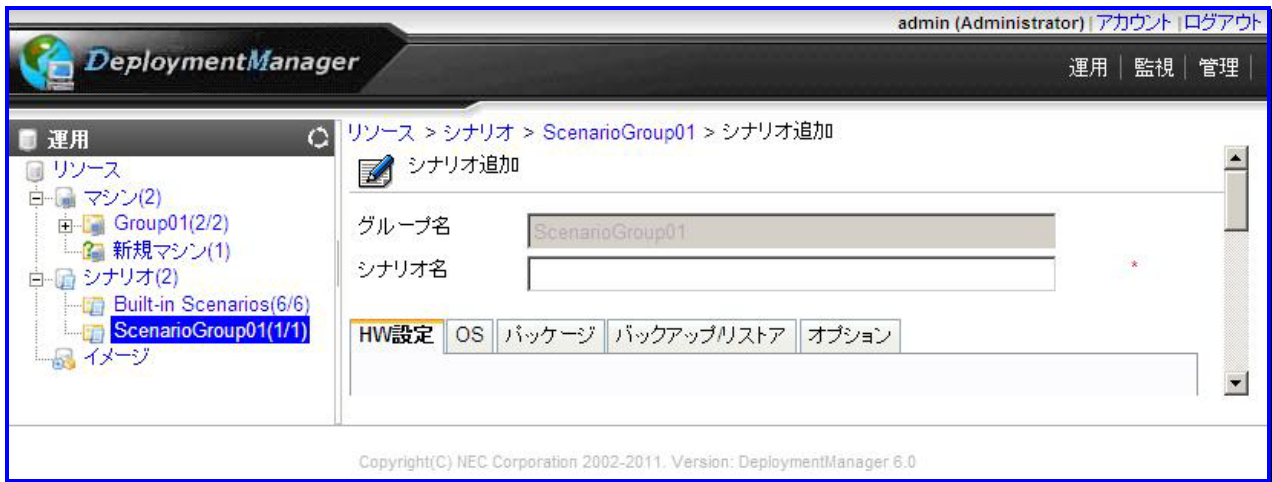 admin (Administrator) | アカウント | ログアウト
DeploymentManager
運用 | 監視 | 管理 |
運用
リソース
マシン(2)
Group01(2/2)
新規マシン(1)
シナリオ(2)
Built-in Scenarios(6/6)
ScenarioGroup01(1/1)
イメージ
リソース > シナリオ > ScenarioGroup01 > シナリオ追加
シナリオ追加
グループ名 ScenarioGroup01
シナリオ名 *
HW設定 OS パッケージ バックアップ/リストア オプション
Copyright(C) NEC Corporation 2002-2011. Version: DeploymentManager 6.0